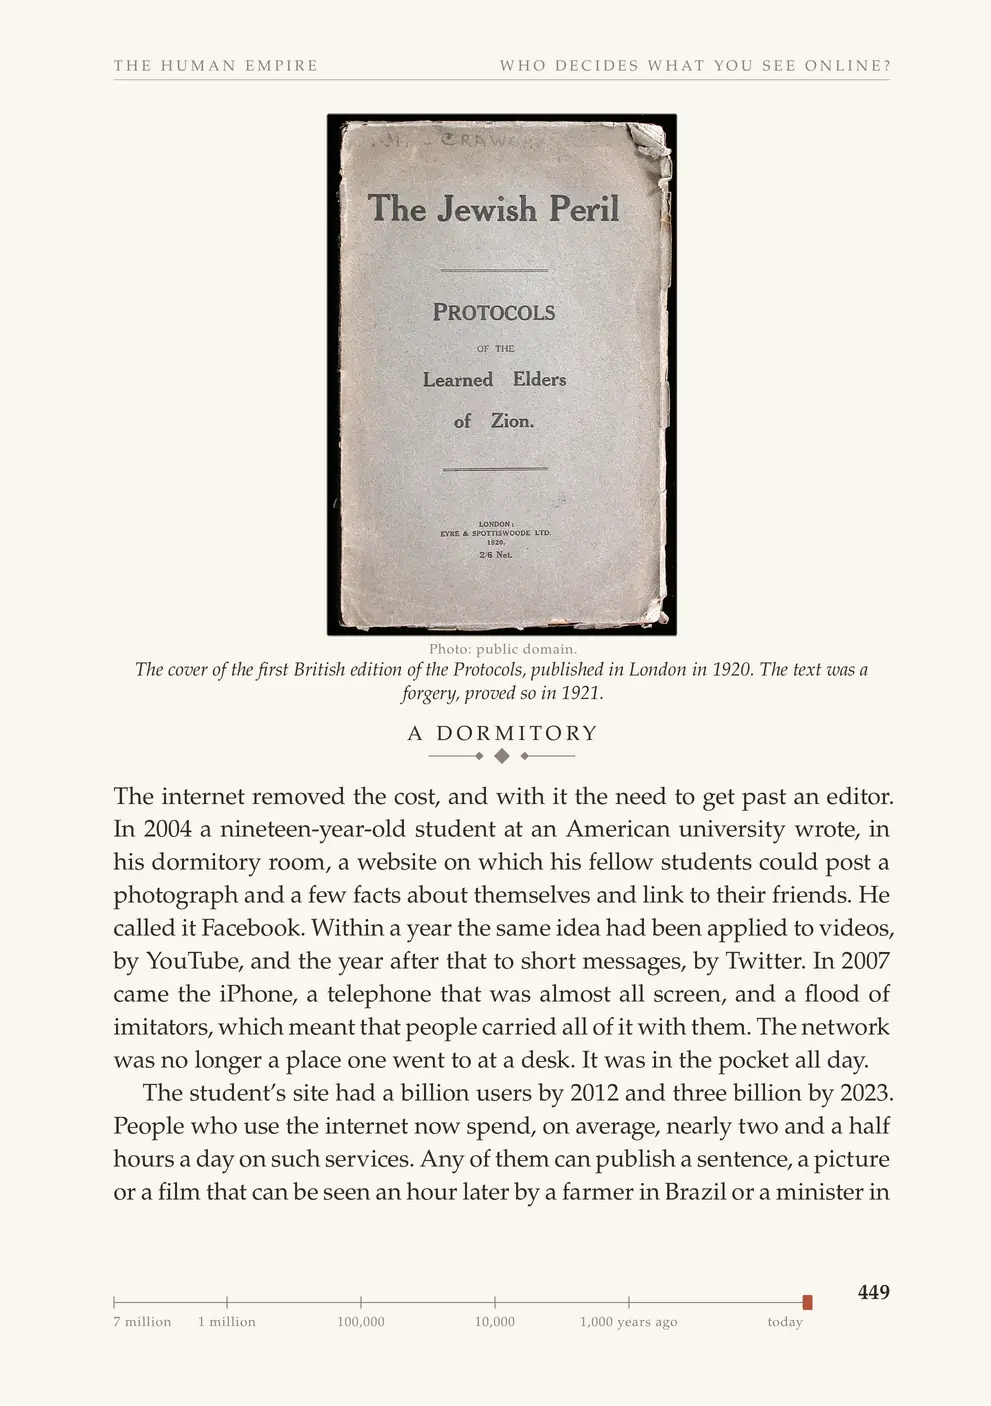 THE HUMAN EMPIRE
WHO DECIDES WHAT YOU SEE ONLINE?
The Jewish Peril
PROTOCOLS
OF THE
Learned Elders
of Zion.
LONDON:
EYRE & SPOTTISWOODE LTD.
1920.
2/6 Net.
Photo: public domain.
The cover of the first British edition of the Protocols, published in London in 1920. The text was a
forgery, proved so in 1921.
A DORMITORY
The internet removed the cost, and with it the need to get past an editor.
In 2004 a nineteen-year-old student at an American university wrote, in
his dormitory room, a website on which his fellow students could post a
photograph and a few facts about themselves and link to their friends. He
called it Facebook. Within a year the same idea had been applied to videos,
by YouTube, and the year after that to short messages, by Twitter. In 2007
came the iPhone, a telephone that was almost all screen, and a flood of
imitators, which meant that people carried all of it with them. The network
was no longer a place one went to at a desk. It was in the pocket all day.
The student's site had a billion users by 2012 and three billion by 2023.
People who use the internet now spend, on average, nearly two and a half
hours a day on such services. Any of them can publish a sentence, a picture
or a film that can be seen an hour later by a farmer in Brazil or a minister in
449
7 million 1 million 100,000 10,000 1,000 years ago today